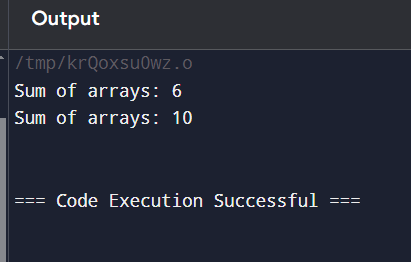 Output
/tmp/krQoxsu0wz.o
Sum of arrays: 6
Sum of arrays: 10
=== Code Execution Successful ===